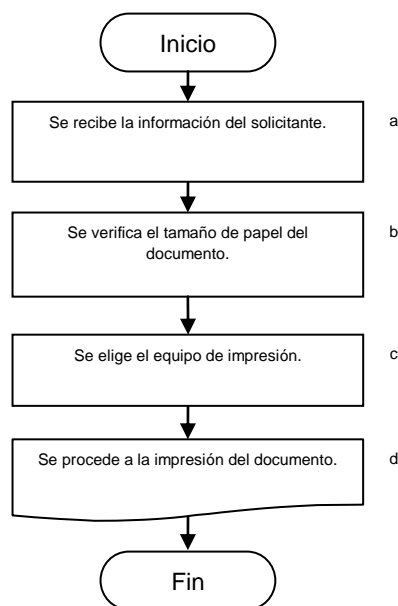 Inicio
Se recibe la información del solicitante.
a
Se verifica el tamaño de papel del
documento.
b
Se elige el equipo de impresión.
c
Se procede a la impresión del documento.
d
Fin